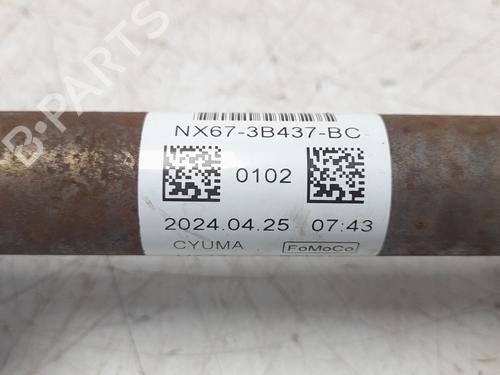 B-PARTS
NX67-3B437-BC
0102
2024.04.25 07:43
CYUMA FoMoCo